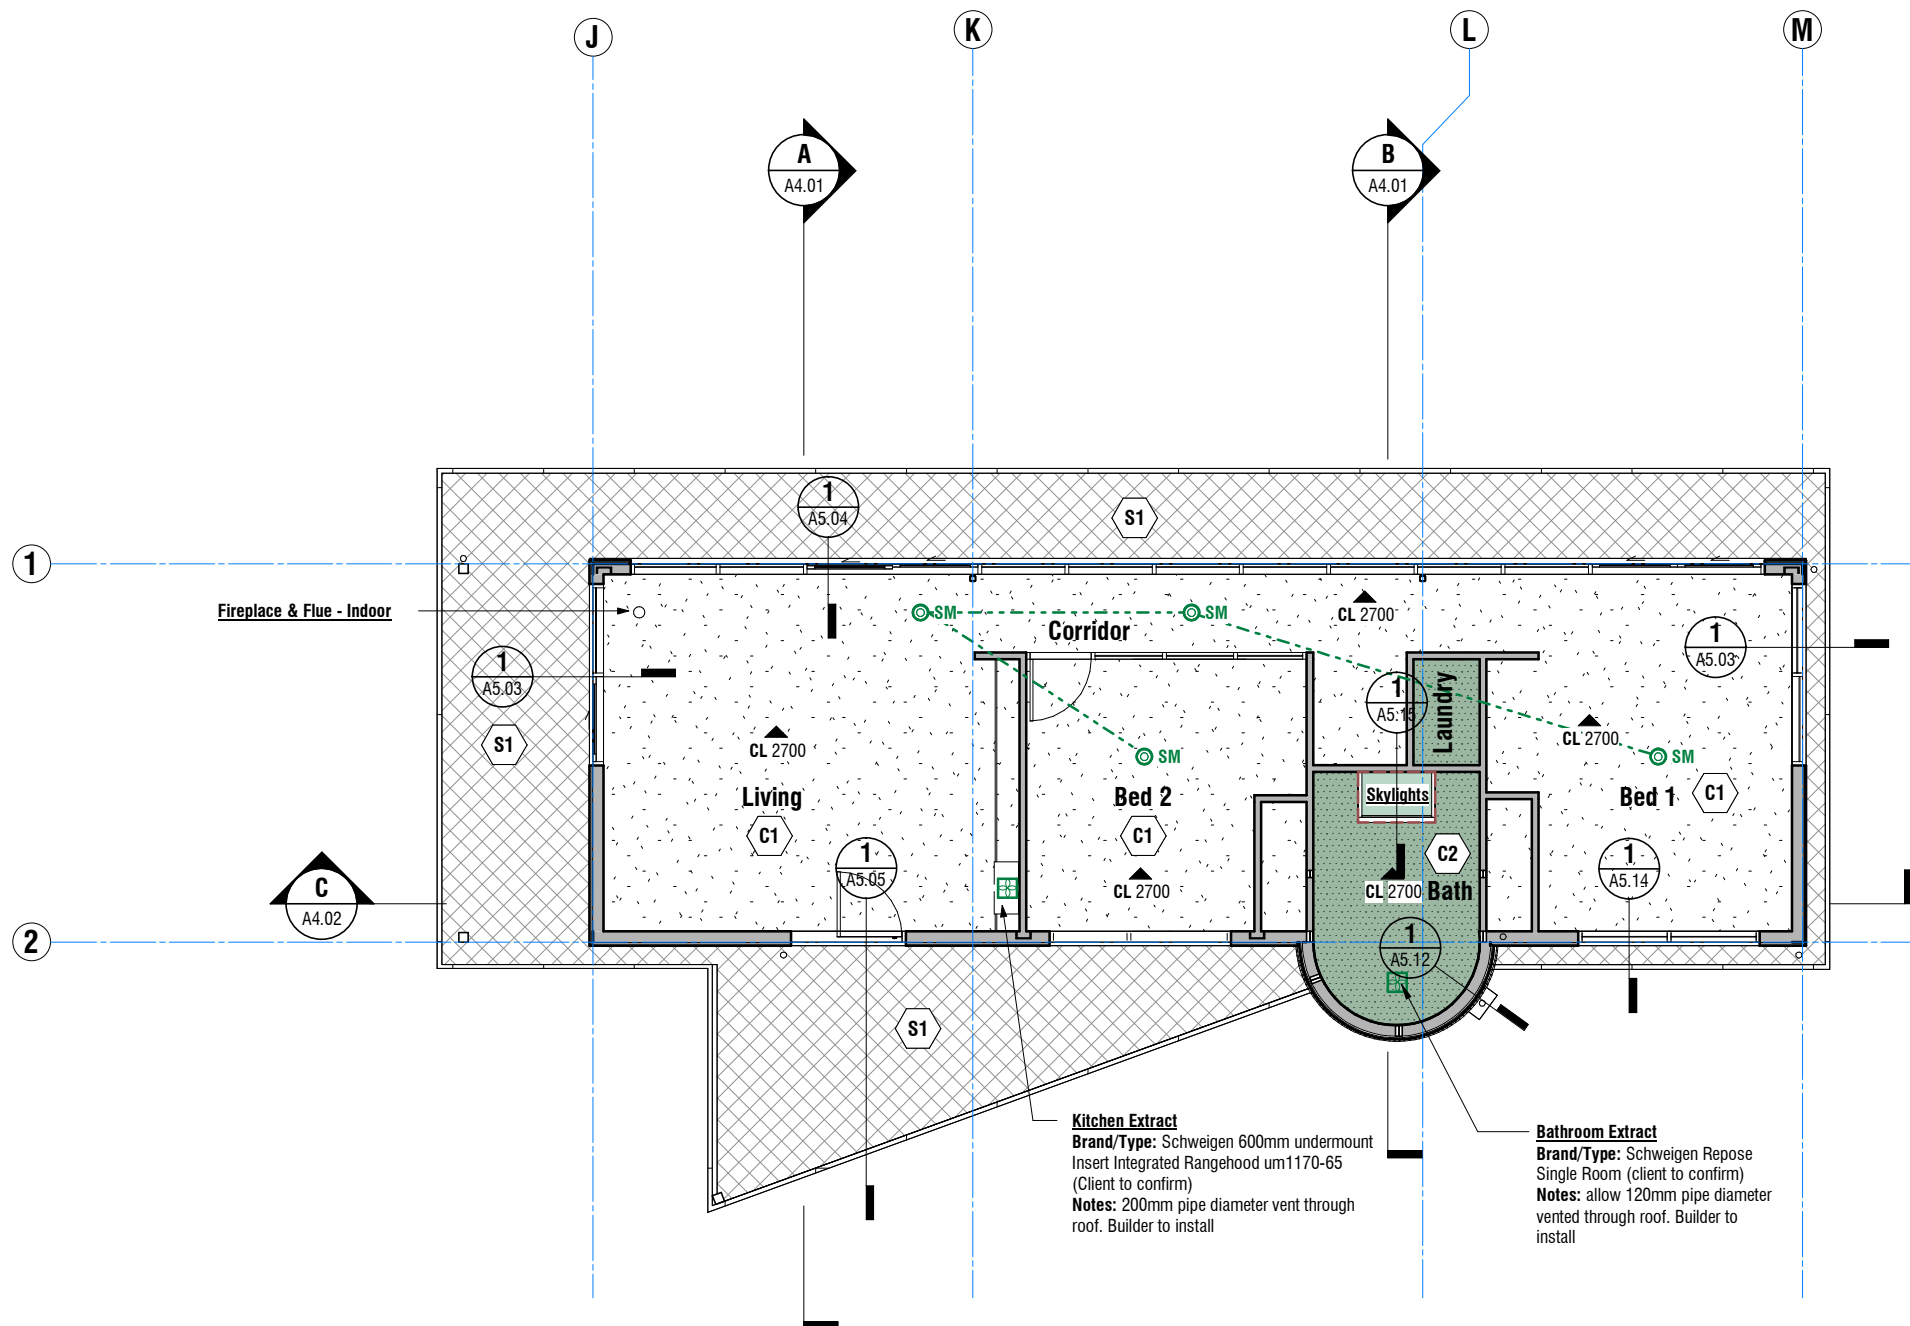 J
K
L
M
A
A4.01
B
A4.01
1
A5.04
S1
1
Fireplace & Flue - Indoor
SM
SM
CL 2700
Corridor
1
A5.03
1
A5.03
1
A5.15
Laundry
S1
CL 2700
SM
CL 2700
SM
Living
Bed 2
Skylights
Bed 1
C1
C1
C1
C2
1
A5.05
1
A5.14
CL 2700
CL 2700
Bath
C
A4.02
2
1
A5.12
S1
Kitchen Extract
Brand/Type: Schweigen 600mm undermount
Insert Integrated Rangehood um1170-65
(Client to confirm)
Notes: 200mm pipe diameter vent through
roof. Builder to install
Bathroom Extract
Brand/Type: Schweigen Repose
Single Room (client to confirm)
Notes: allow 120mm pipe diameter
vented through roof. Builder to
install